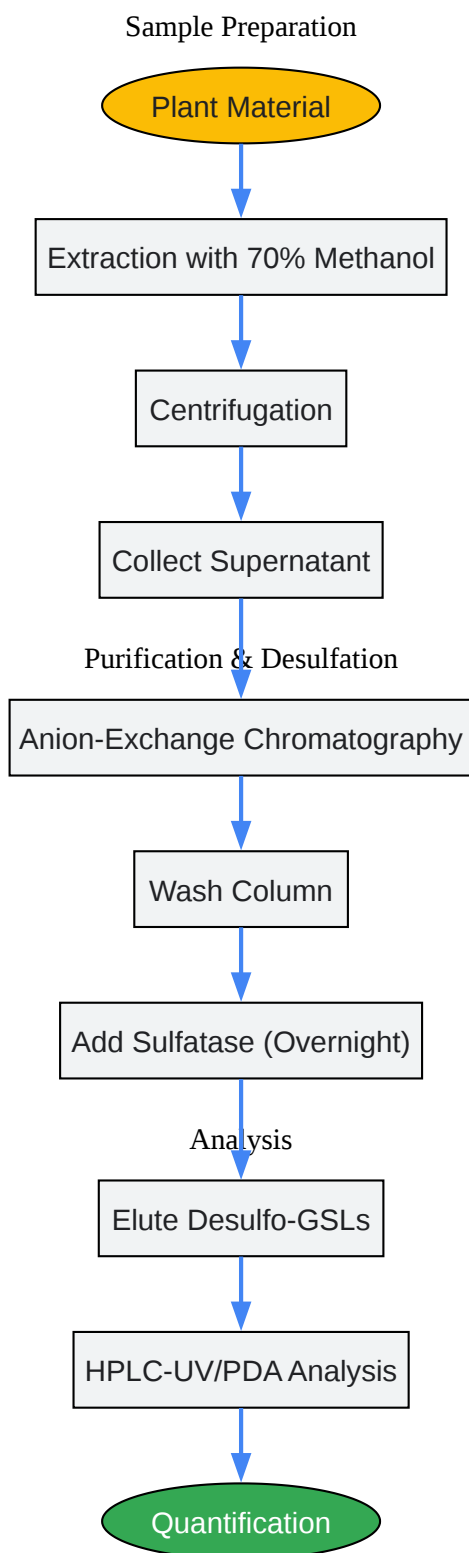 Sample Preparation
Plant Material
Extraction with 70% Methanol
Centrifugation
Collect Supernatant
Purification & Desulfation
Anion-Exchange Chromatography
Wash Column
Add Sulfatase (Overnight)
Analysis
Elute Desulfo-GSLs
HPLC-UV/PDA Analysis
Quantification